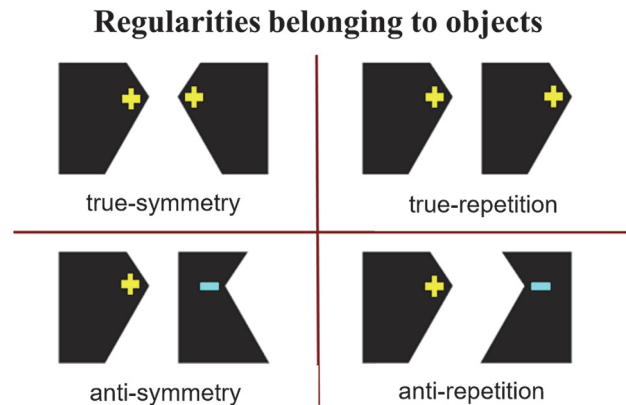 Regularities belonging to objects
true-symmetry
true-repetition
anti-symmetry
anti-repetition